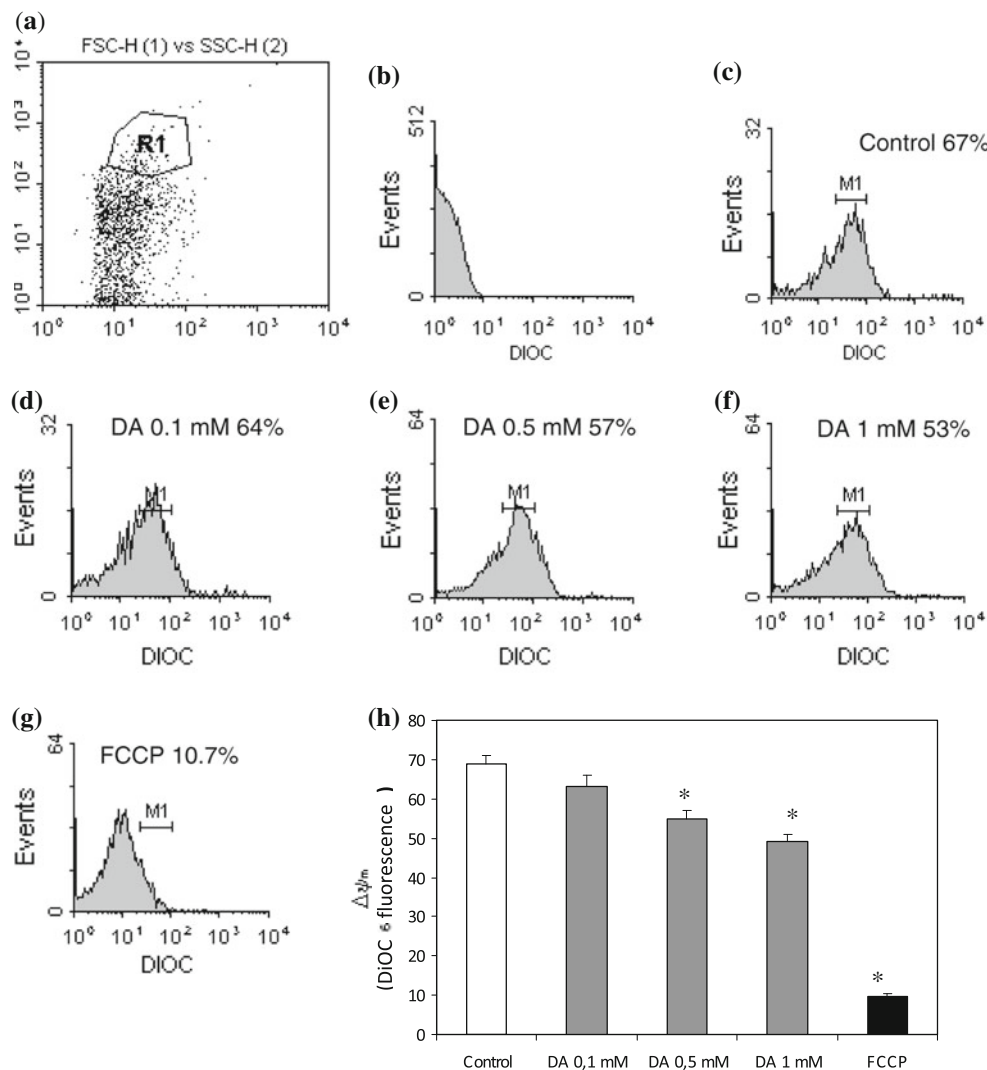 (a)
FSC-H (1) vs SSC-H (2)
10⁴
10³
10²
10¹
10⁰
R1
10⁰ 10¹ 10² 10³ 10⁴
(b)
512
Events
0
10⁰ 10¹ 10² 10³ 10⁴
DIOC
(c)
32
Control 67%
M1
Events
0
10⁰ 10¹ 10² 10³ 10⁴
DIOC
(d)
32
DA 0.1 mM 64%
M1
Events
0
10⁰ 10¹ 10² 10³ 10⁴
DIOC
(e)
64
DA 0.5 mM 57%
M1
Events
0
10⁰ 10¹ 10² 10³ 10⁴
DIOC
(f)
64
DA 1 mM 53%
M1
Events
0
10⁰ 10¹ 10² 10³ 10⁴
DIOC
(g)
64
FCCP 10.7%
M1
Events
0
10⁰ 10¹ 10² 10³ 10⁴
DIOC
(h)
80
70
60
50
40
30
20
10
0
△ψm
(DiOC 6 fluorescence )
*
*
*
Control DA 0,1 mM DA 0,5 mM DA 1 mM FCCP